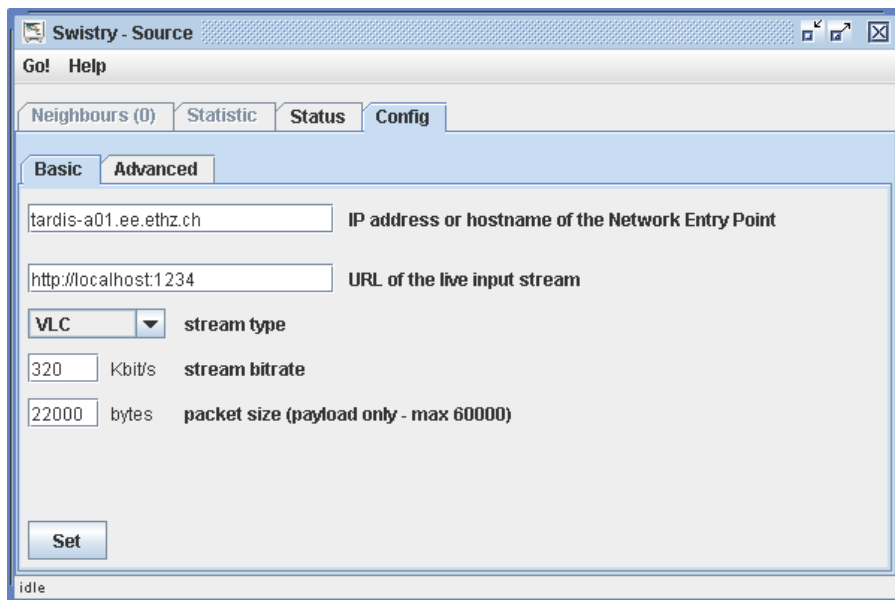 Swistry - Source
Go! Help
Neighbours (0) Statistic Status Config
Basic Advanced
tardis-a01.ee.ethz.ch IP address or hostname of the Network Entry Point
http://localhost:1234 URL of the live input stream
VLC stream type
320 Kbit/s stream bitrate
22000 bytes packet size (payload only - max 60000)
Set
idle